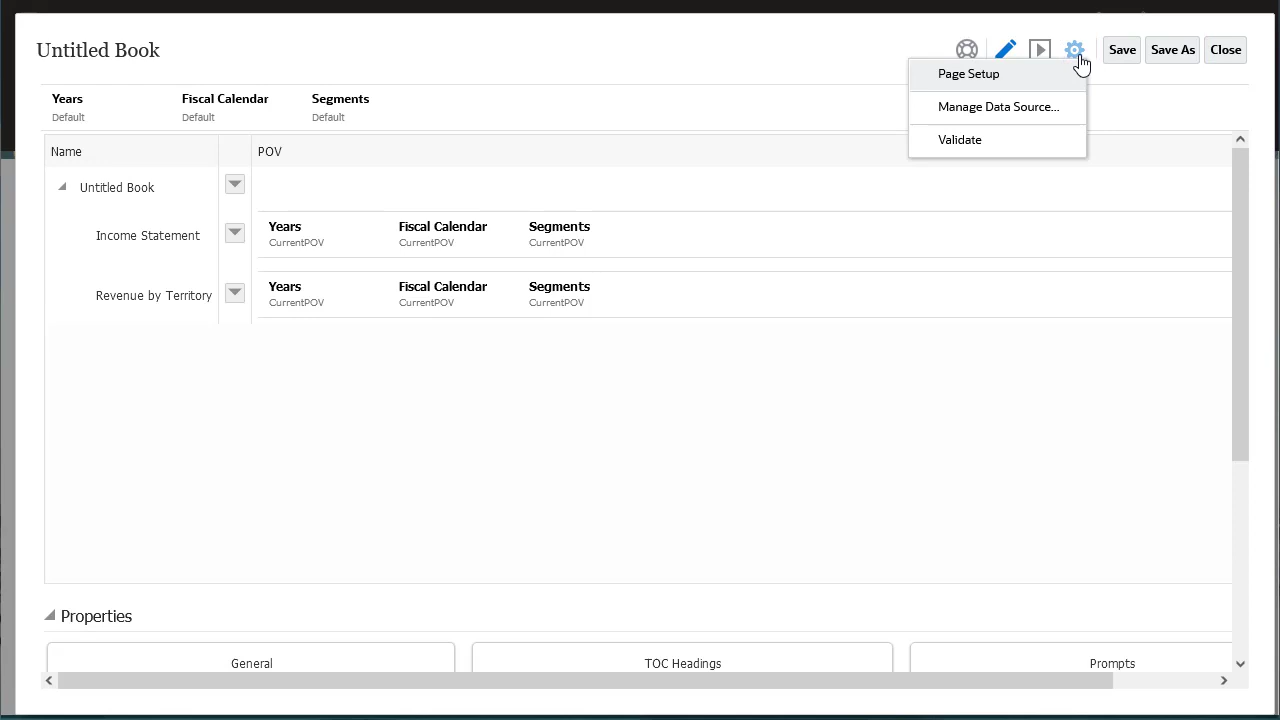 Untitled Book
Save
Save As
Close
Page Setup
Manage Data Source...
Validate
Years
Fiscal Calendar
Segments
Default
Default
Default
Name
POV
Untitled Book
Income Statement
Years
Fiscal Calendar
Segments
CurrentPOV
CurrentPOV
CurrentPOV
Revenue by Territory
Years
Fiscal Calendar
Segments
CurrentPOV
CurrentPOV
CurrentPOV
Properties
General
TOC Headings
Prompts